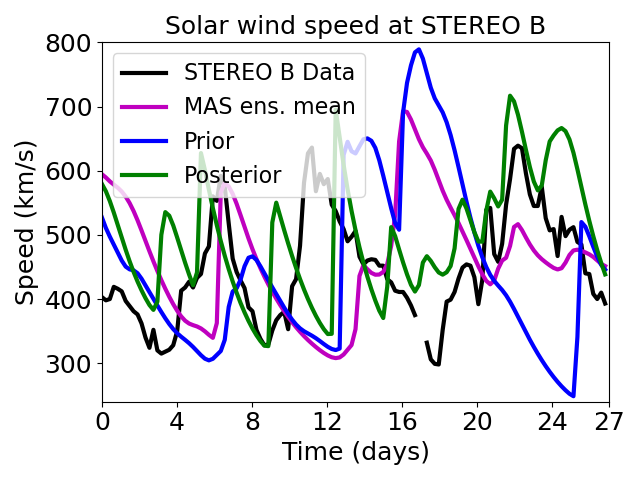 Solar wind speed at STEREO B
800
700
600
500
400
300
Speed (km/s)
STEREO B Data
MAS ens. mean
Prior
Posterior
0 4 8 12 16 20 24 27
Time (days)